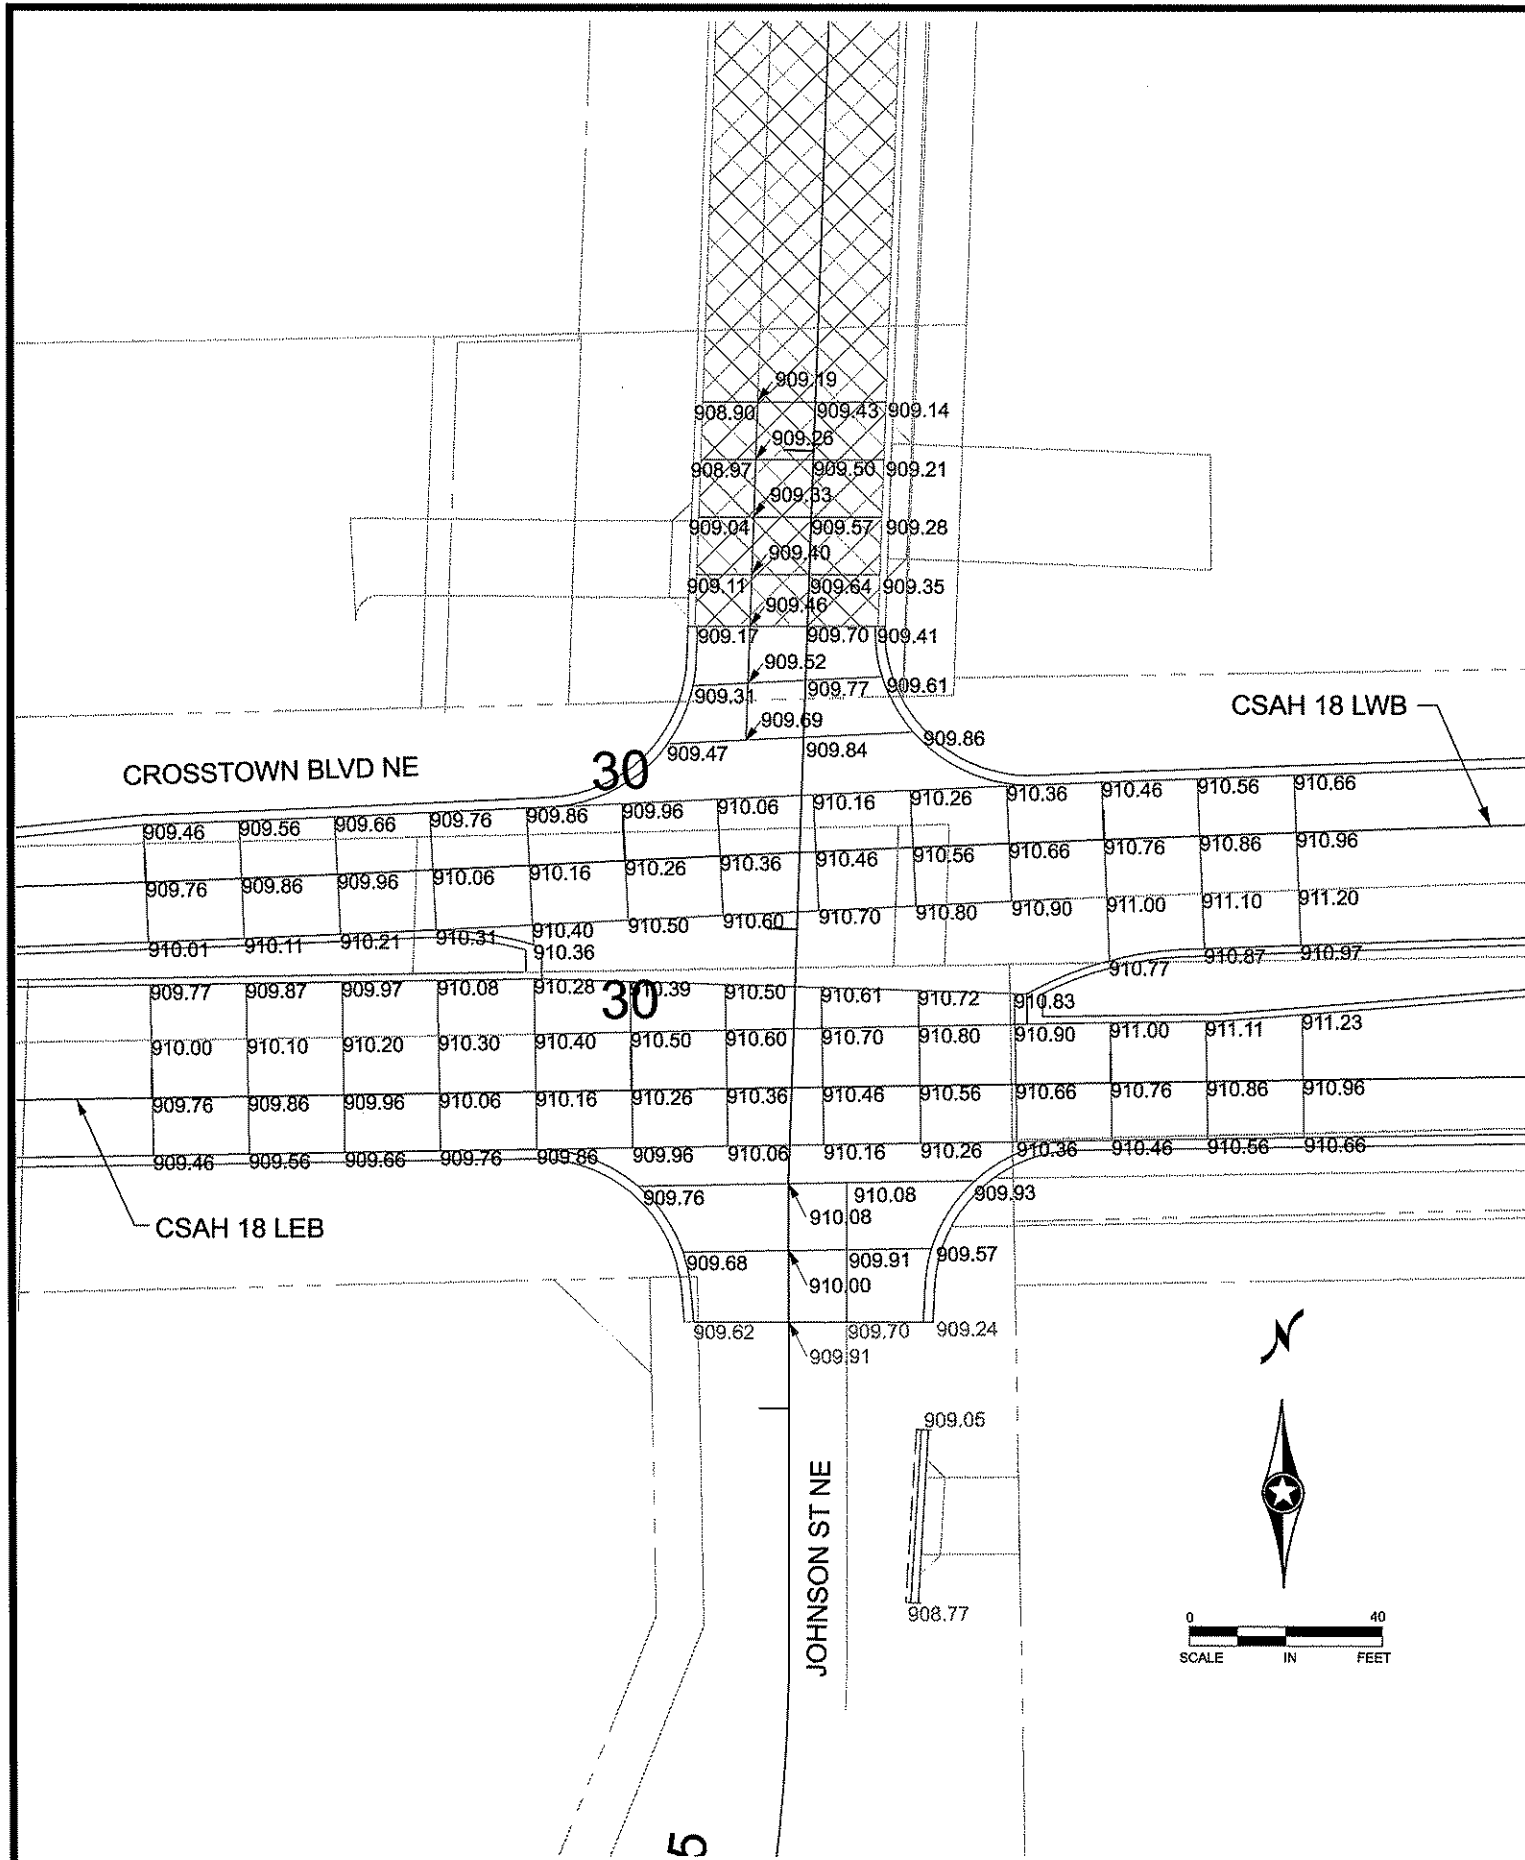 909.19
908.90 909.43 909.14
909.26
908.97 909.50 909.21
909.33
909.04 909.57 909.28
909.40
909.11 909.64 909.35
909.46
909.17 909.70 909.41
909.52
909.31 909.77 909.61
CSAH 18 LWB
909.69
909.47 909.84 909.86
CROSSTOWN BLVD NE
30
909.46 909.56 909.66 909.76 909.86 909.96 910.06 910.16 910.26 910.36 910.46 910.56 910.66
909.76 909.86 909.96 910.06 910.16 910.26 910.36 910.46 910.56 910.66 910.76 910.86 910.96
910.01 910.11 910.21 910.31 910.40 910.50 910.60 910.70 910.80 910.90 911.00 911.10 911.20
910.36 910.77 910.87 910.97
909.77 909.87 909.97 910.08 910.28 910.39 910.50 910.61 910.72 910.83
30
910.00 910.10 910.20 910.30 910.40 910.50 910.60 910.70 910.80 910.90 911.00 911.11 911.23
909.76 909.86 909.96 910.06 910.16 910.26 910.36 910.46 910.56 910.66 910.76 910.86 910.96
909.46 909.56 909.66 909.76 909.86 909.96 910.06 910.16 910.26 910.36 910.46 910.56 910.66
909.76 910.08 909.93
910.08
CSAH 18 LEB
909.68 909.91 909.57
910.00
909.62 909.70 909.24
909.91
N
909.05
JOHNSON ST NE
908.77
0 40
SCALE IN FEET
5